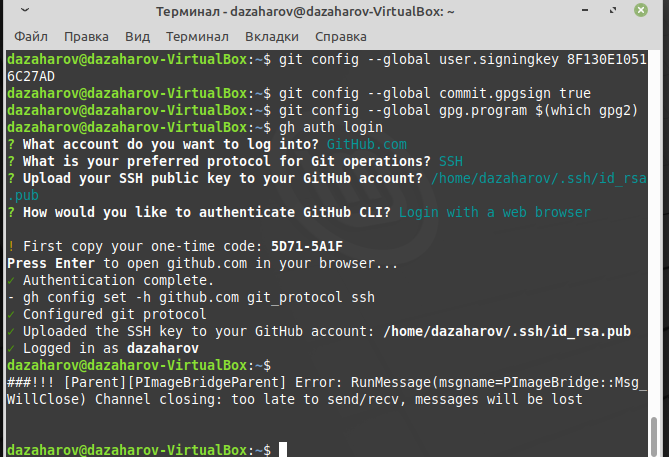 Терминал - dazaharov@dazaharov-VirtualBox: ~
Файл Правка Вид Терминал Вкладки Справка
dazaharov@dazaharov-VirtualBox:~$ git config --global user.signingkey 8F130E1051
6C27AD
dazaharov@dazaharov-VirtualBox:~$ git config --global commit.gpgsign true
dazaharov@dazaharov-VirtualBox:~$ git config --global gpg.program $(which gpg2)
dazaharov@dazaharov-VirtualBox:~$ gh auth login
? What account do you want to log into? GitHub.com
? What is your preferred protocol for Git operations? SSH
? Upload your SSH public key to your GitHub account? /home/dazaharov/.ssh/id_rsa
.pub
? How would you like to authenticate GitHub CLI? Login with a web browser
! First copy your one-time code: 5D71-5A1F
Press Enter to open github.com in your browser...
✓ Authentication complete.
- gh config set -h github.com git_protocol ssh
✓ Configured git protocol
✓ Uploaded the SSH key to your GitHub account: /home/dazaharov/.ssh/id_rsa.pub
✓ Logged in as dazaharov
dazaharov@dazaharov-VirtualBox:~$
###!!! [Parent][PImageBridgeParent] Error: RunMessage(msgname=PImageBridge::Msg_
WillClose) Channel closing: too late to send/recv, messages will be lost
dazaharov@dazaharov-VirtualBox:~$